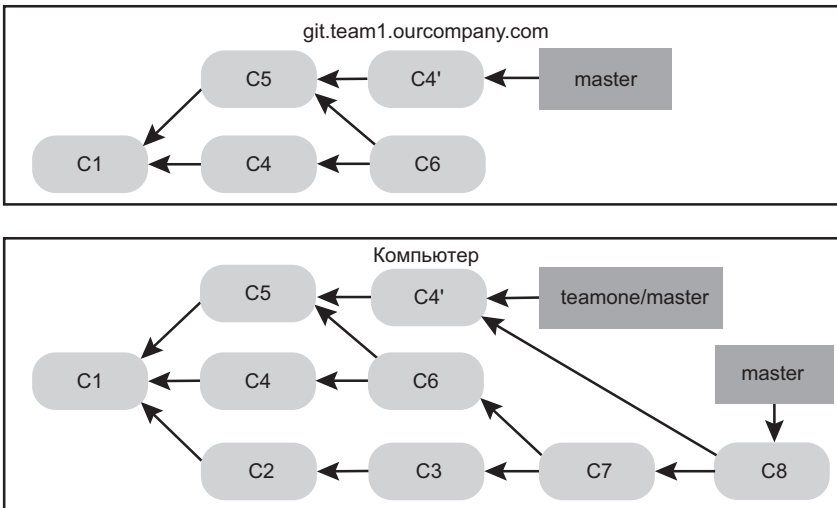 git.team1.ourcompany.com
C5 C4' master
C1 C4 C6
Компьютер
C5 C4' teamone/master
C1 C4 C6 master
C2 C3 C7 C8